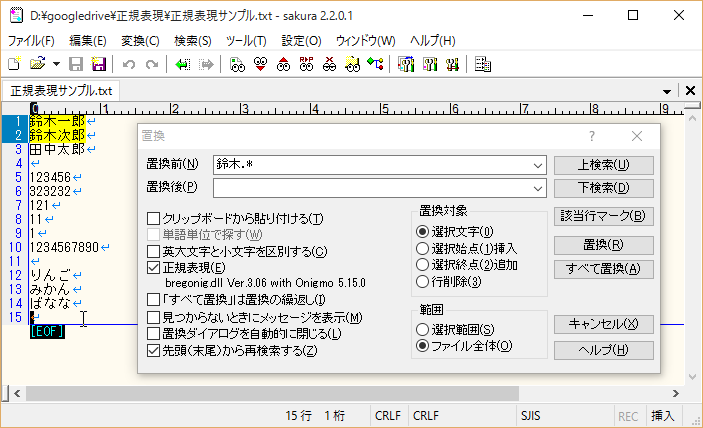 D:¥googledrive¥正規表現¥正規表現サンプル.txt - sakura 2.2.0.1
ファイル(F) 編集(E) 変換(C) 検索(S) ツール(T) 設定(O) ウィンドウ(W) ヘルプ(H)
正規表現サンプル.txt
0 1 2 3 4 5 6 7 8 9
1 鈴木一郎
2 鈴木次郎
3 田中太郎
4
5 123456
6 323232
7 121
8 11
9 1
10 1234567890
11
12 りんご
13 みかん
14 ばなな
15
[EOF]
置換
置換前(N) 鈴木.* 上検索(U)
置換後(P) 下検索(D)
クリップボードから貼り付ける(T)
単語単位で探す(W)
英大文字と小文字を区別する(C)
正規表現(E)
bregonig.dll Ver.3.06 with Onigmo 5.15.0
「すべて置換」は置換の繰返し(I)
見つからないときにメッセージを表示(M)
置換ダイアログを自動的に閉じる(L)
先頭(末尾)から再検索する(Z)
置換対象
選択文字(0)
選択始点(1)挿入
選択終点(2)追加
行削除(3)
範囲
選択範囲(S)
ファイル全体(O)
該当行マーク(B)
置換(R)
すべて置換(A)
キャンセル(X)
ヘルプ(H)
15 行 1 桁 CRLF CRLF SJIS REC 挿入